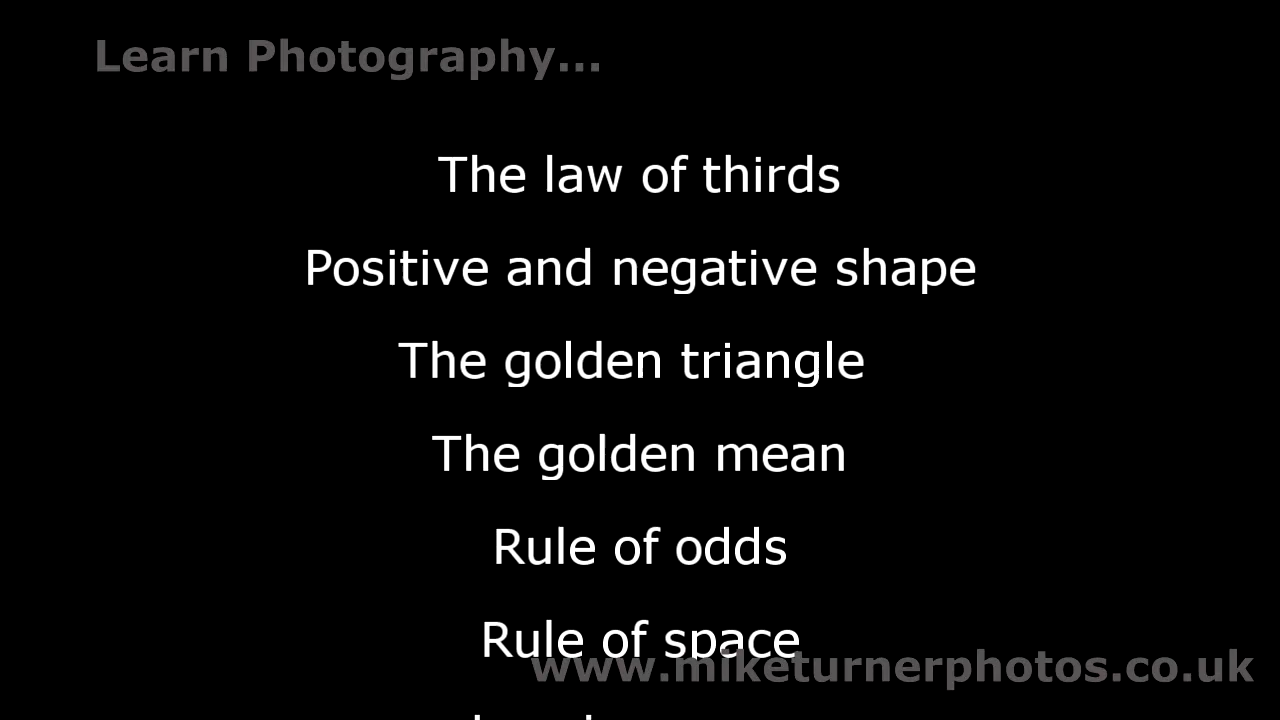 Learn Photography...
The law of thirds
Positive and negative shape
The golden triangle
The golden mean
Rule of odds
Rule of space
www.miketurnerphotos.co.uk